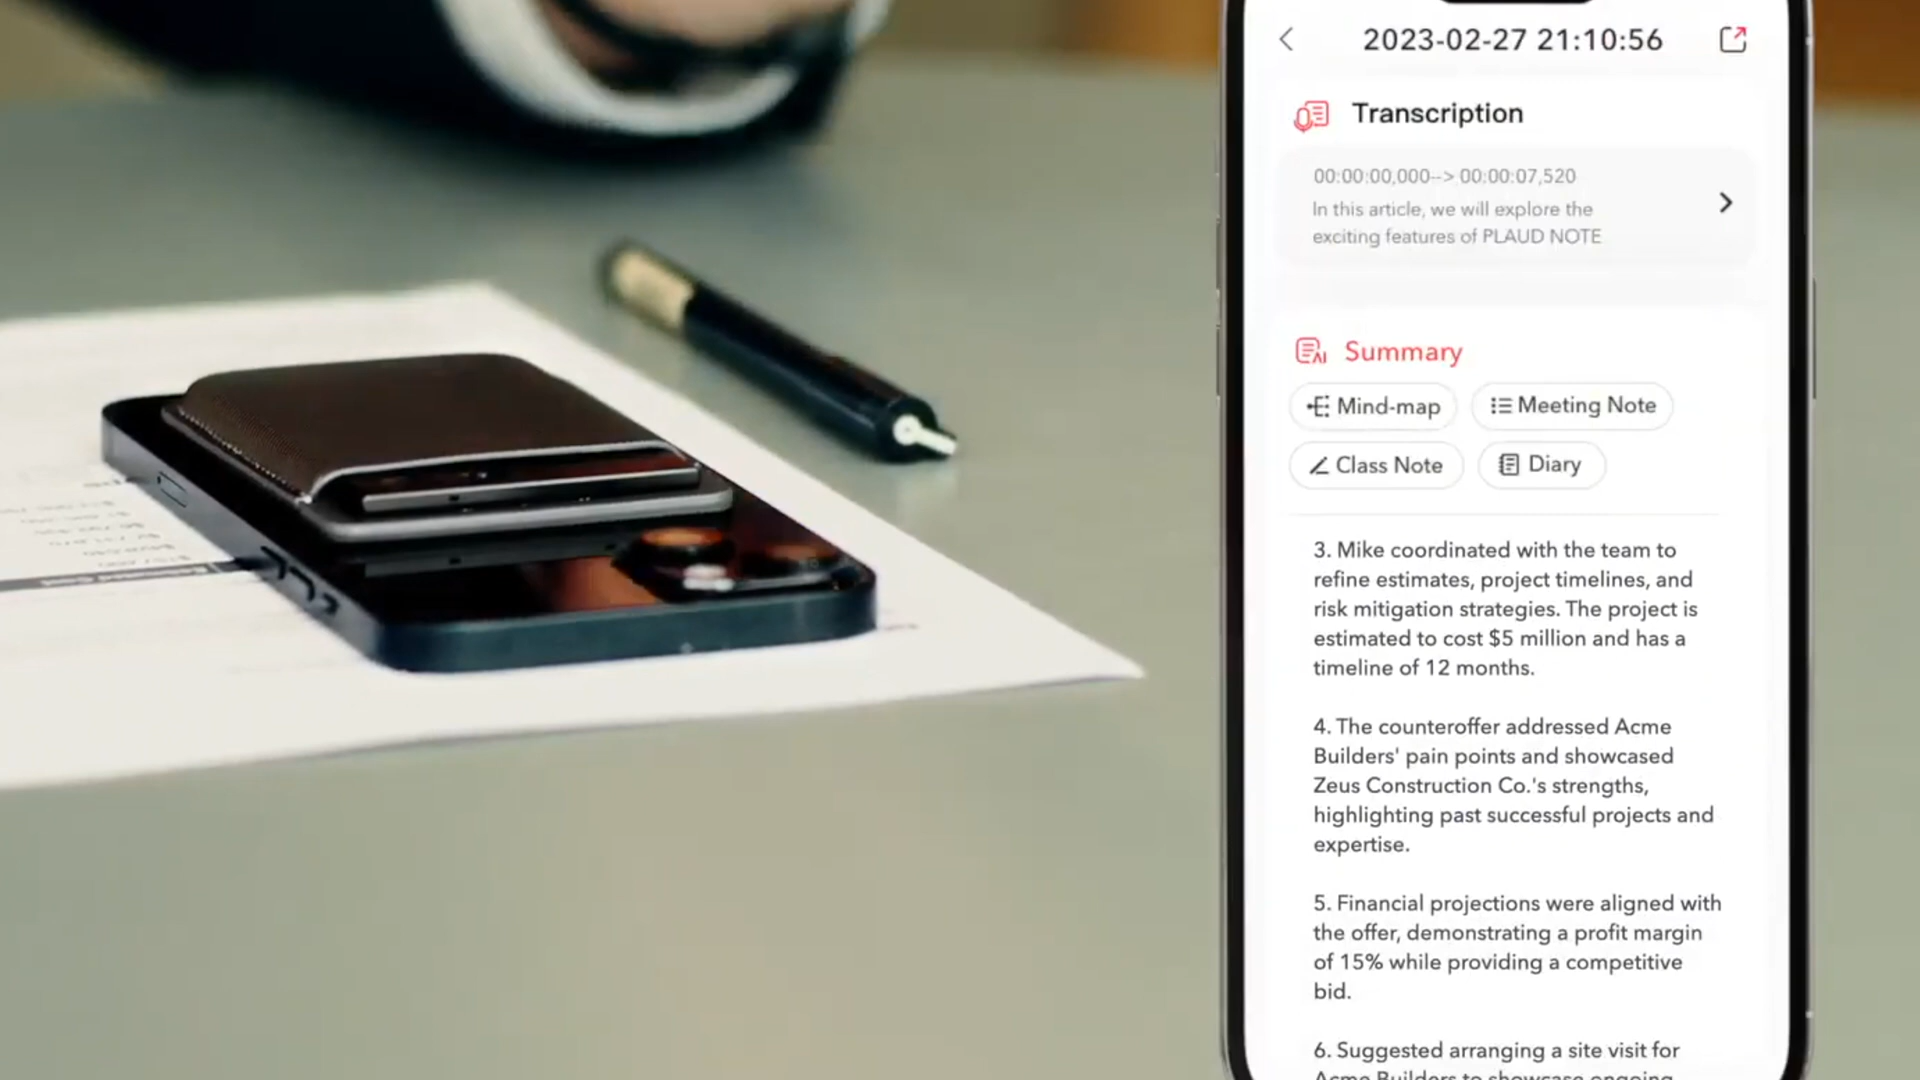 2023-02-27 21:10:56
Transcription
00:00:00,000--> 00:00:07,520
In this article, we will explore the
exciting features of PLAUD NOTE
Summary
Mind-map
Meeting Note
Class Note
Diary
3. Mike coordinated with the team to
refine estimates, project timelines, and
risk mitigation strategies. The project is
estimated to cost $5 million and has a
timeline of 12 months.
4. The counteroffer addressed Acme
Builders' pain points and showcased
Zeus Construction Co.'s strengths,
highlighting past successful projects and
expertise.
5. Financial projections were aligned with
the offer, demonstrating a profit margin
of 15% while providing a competitive
bid.
6. Suggested arranging a site visit for
Acme Builders to showcase ongoing